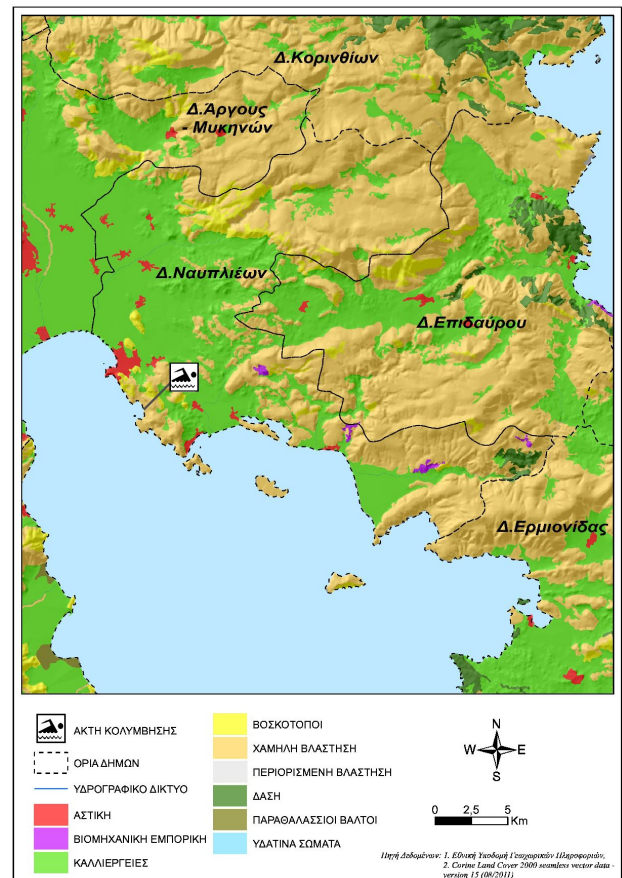 Δ.Κορινθίων
Δ.Άργους
- Μυκηνών
Δ.Ναυπλιέων
Δ.Επιδαύρου
Δ.Ερμιονίδας
ΑΚΤΗ ΚΟΛΥΜΒΗΣΗΣ
ΟΡΙΑ ΔΗΜΩΝ
ΥΔΡΟΓΡΑΦΙΚΟ ΔΙΚΤΥΟ
ΑΣΤΙΚΗ
ΒΙΟΜΗΧΑΝΙΚΗ ΕΜΠΟΡΙΚΗ
ΚΑΛΛΙΕΡΓΕΙΕΣ
ΒΟΣΚΟΤΟΠΟΙ
ΧΑΜΗΛΗ ΒΛΑΣΤΗΣΗ
ΠΕΡΙΟΡΙΣΜΕΝΗ ΒΛΑΣΤΗΣΗ
ΔΑΣΗ
ΠΑΡΑΘΑΛΑΣΣΙΟΙ ΒΑΛΤΟΙ
ΥΔΑΤΙΝΑ ΣΩΜΑΤΑ
N
W E
S
0 2,5 5
Km
Πηγή Δεδομένων: 1. Εθνική Υποδομή Γεωχωρικών Πληροφοριών,
2. Corine Land Cover 2000 seamless vector data -
version 15 (08/2011)